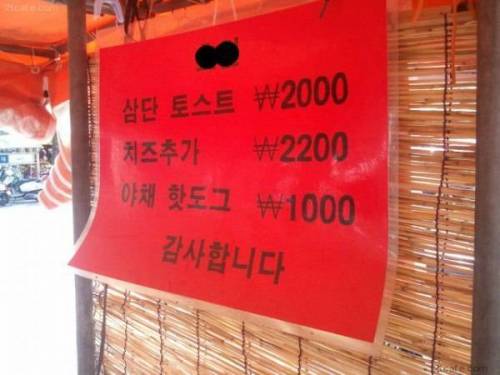 삼단 토스트 ₩2000
치즈추가 ₩2200
야채 핫도그 ₩1000
감사합니다